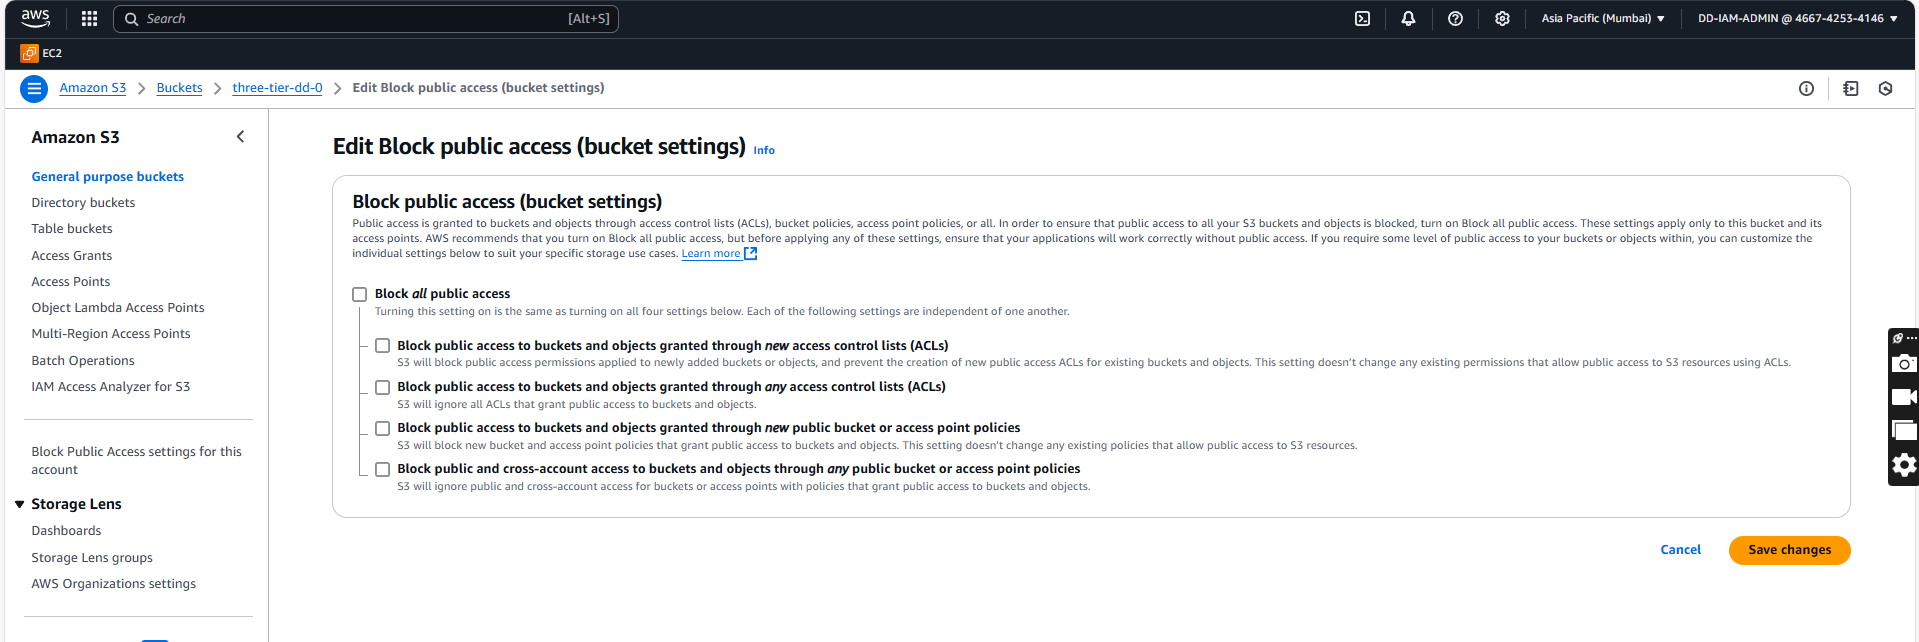 aws
Search
[Alt+S]
Asia Pacific (Mumbai)
DD-IAM-ADMIN @ 4667-4253-4146
EC2
Amazon S3
Buckets
three-tier-dd-0
Edit Block public access (bucket settings)
Amazon S3
General purpose buckets
Directory buckets
Table buckets
Access Grants
Access Points
Object Lambda Access Points
Multi-Region Access Points
Batch Operations
IAM Access Analyzer for S3
Block Public Access settings for this
account
Storage Lens
Dashboards
Storage Lens groups
AWS Organizations settings
Edit Block public access (bucket settings) Info
Block public access (bucket settings)
Public access is granted to buckets and objects through access control lists (ACLs), bucket policies, access point policies, or all. In order to ensure that public access to all your S3 buckets and objects is blocked, turn on Block all public access. These settings apply only to this bucket and its
access points. AWS recommends that you turn on Block all public access, but before applying any of these settings, ensure that your applications will work correctly without public access. If you require some level of public access to your buckets or objects within, you can customize the
individual settings below to suit your specific storage use cases. Learn more
Block all public access
Turning this setting on is the same as turning on all four settings below. Each of the following settings are independent of one another.
Block public access to buckets and objects granted through new access control lists (ACLs)
S3 will block public access permissions applied to newly added buckets or objects, and prevent the creation of new public access ACLs for existing buckets and objects. This setting doesn't change any existing permissions that allow public access to S3 resources using ACLs.
Block public access to buckets and objects granted through any access control lists (ACLs)
S3 will ignore all ACLs that grant public access to buckets and objects.
Block public access to buckets and objects granted through new public bucket or access point policies
S3 will block new bucket and access point policies that grant public access to buckets and objects. This setting doesn't change any existing policies that allow public access to S3 resources.
Block public and cross-account access to buckets and objects through any public bucket or access point policies
S3 will ignore public and cross-account access for buckets or access points with policies that grant public access to buckets and objects.
Cancel
Save changes